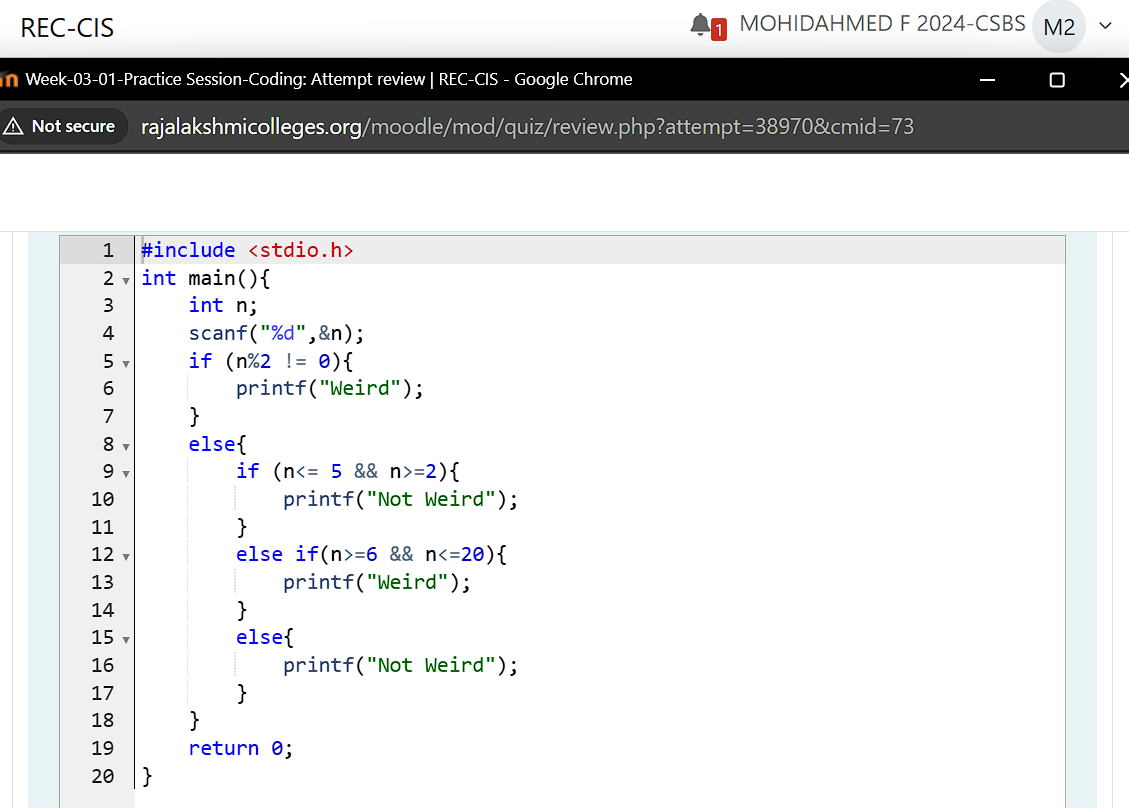 REC-CIS
1 MOHIDAHMED F 2024-CSBS M2
Week-03-01-Practice Session-Coding: Attempt review | REC-CIS - Google Chrome
Not secure rajalakshmicolleges.org/moodle/mod/quiz/review.php?attempt=38970&cmid=73
1 #include <stdio.h>
2 int main(){
3     int n;
4     scanf("%d",&n);
5     if (n%2 != 0){
6         printf("Weird");
7     }
8     else{
9         if (n<= 5 && n>=2){
10             printf("Not Weird");
11         }
12         else if(n>=6 && n<=20){
13             printf("Weird");
14         }
15         else{
16             printf("Not Weird");
17         }
18     }
19     return 0;
20 }